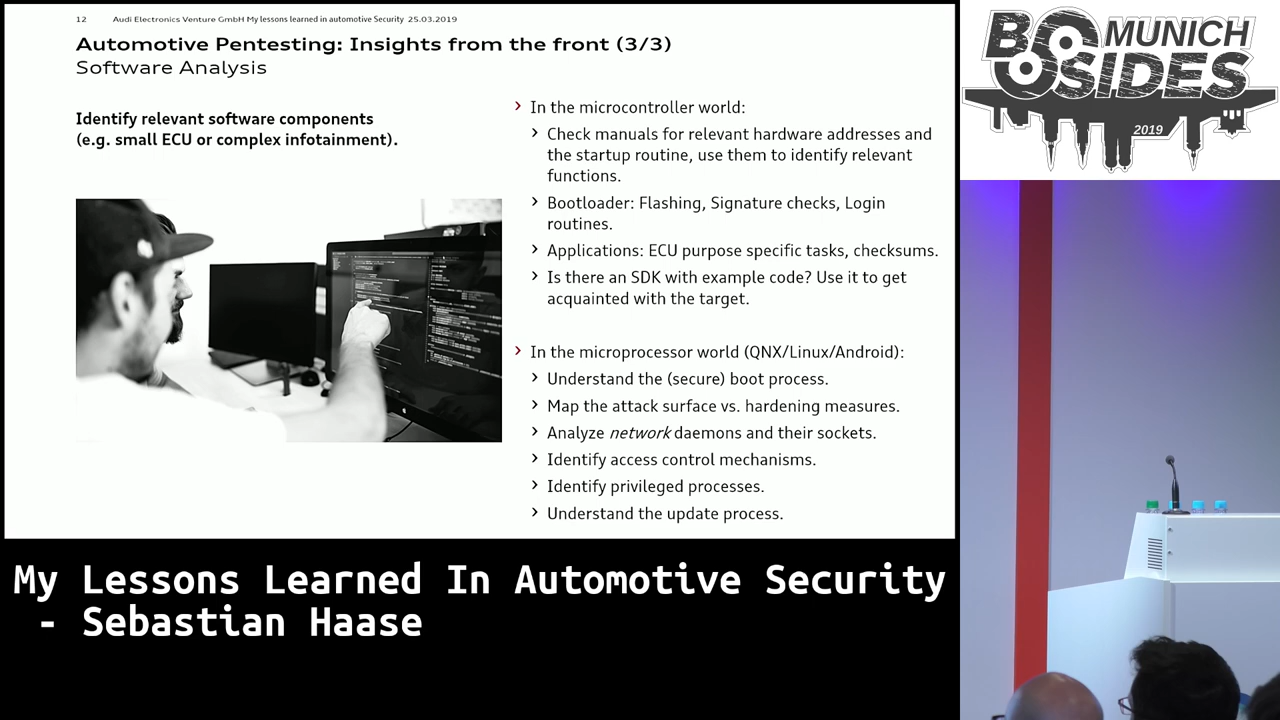 12 Audi Electronics Venture GmbH My lessons learned in automotive Security 25.03.2019
Automotive Pentesting: Insights from the front (3/3)
Software Analysis
Identify relevant software components
(e.g. small ECU or complex infotainment).
› In the microcontroller world:
› Check manuals for relevant hardware addresses and
the startup routine, use them to identify relevant
functions.
› Bootloader: Flashing, Signature checks, Login
routines.
› Applications: ECU purpose specific tasks, checksums.
› Is there an SDK with example code? Use it to get
acquainted with the target.
› In the microprocessor world (QNX/Linux/Android):
› Understand the (secure) boot process.
› Map the attack surface vs. hardening measures.
› Analyze network daemons and their sockets.
› Identify access control mechanisms.
› Identify privileged processes.
› Understand the update process.
BSIDES
MUNICH
2019
My Lessons Learned In Automotive Security
- Sebastian Haase